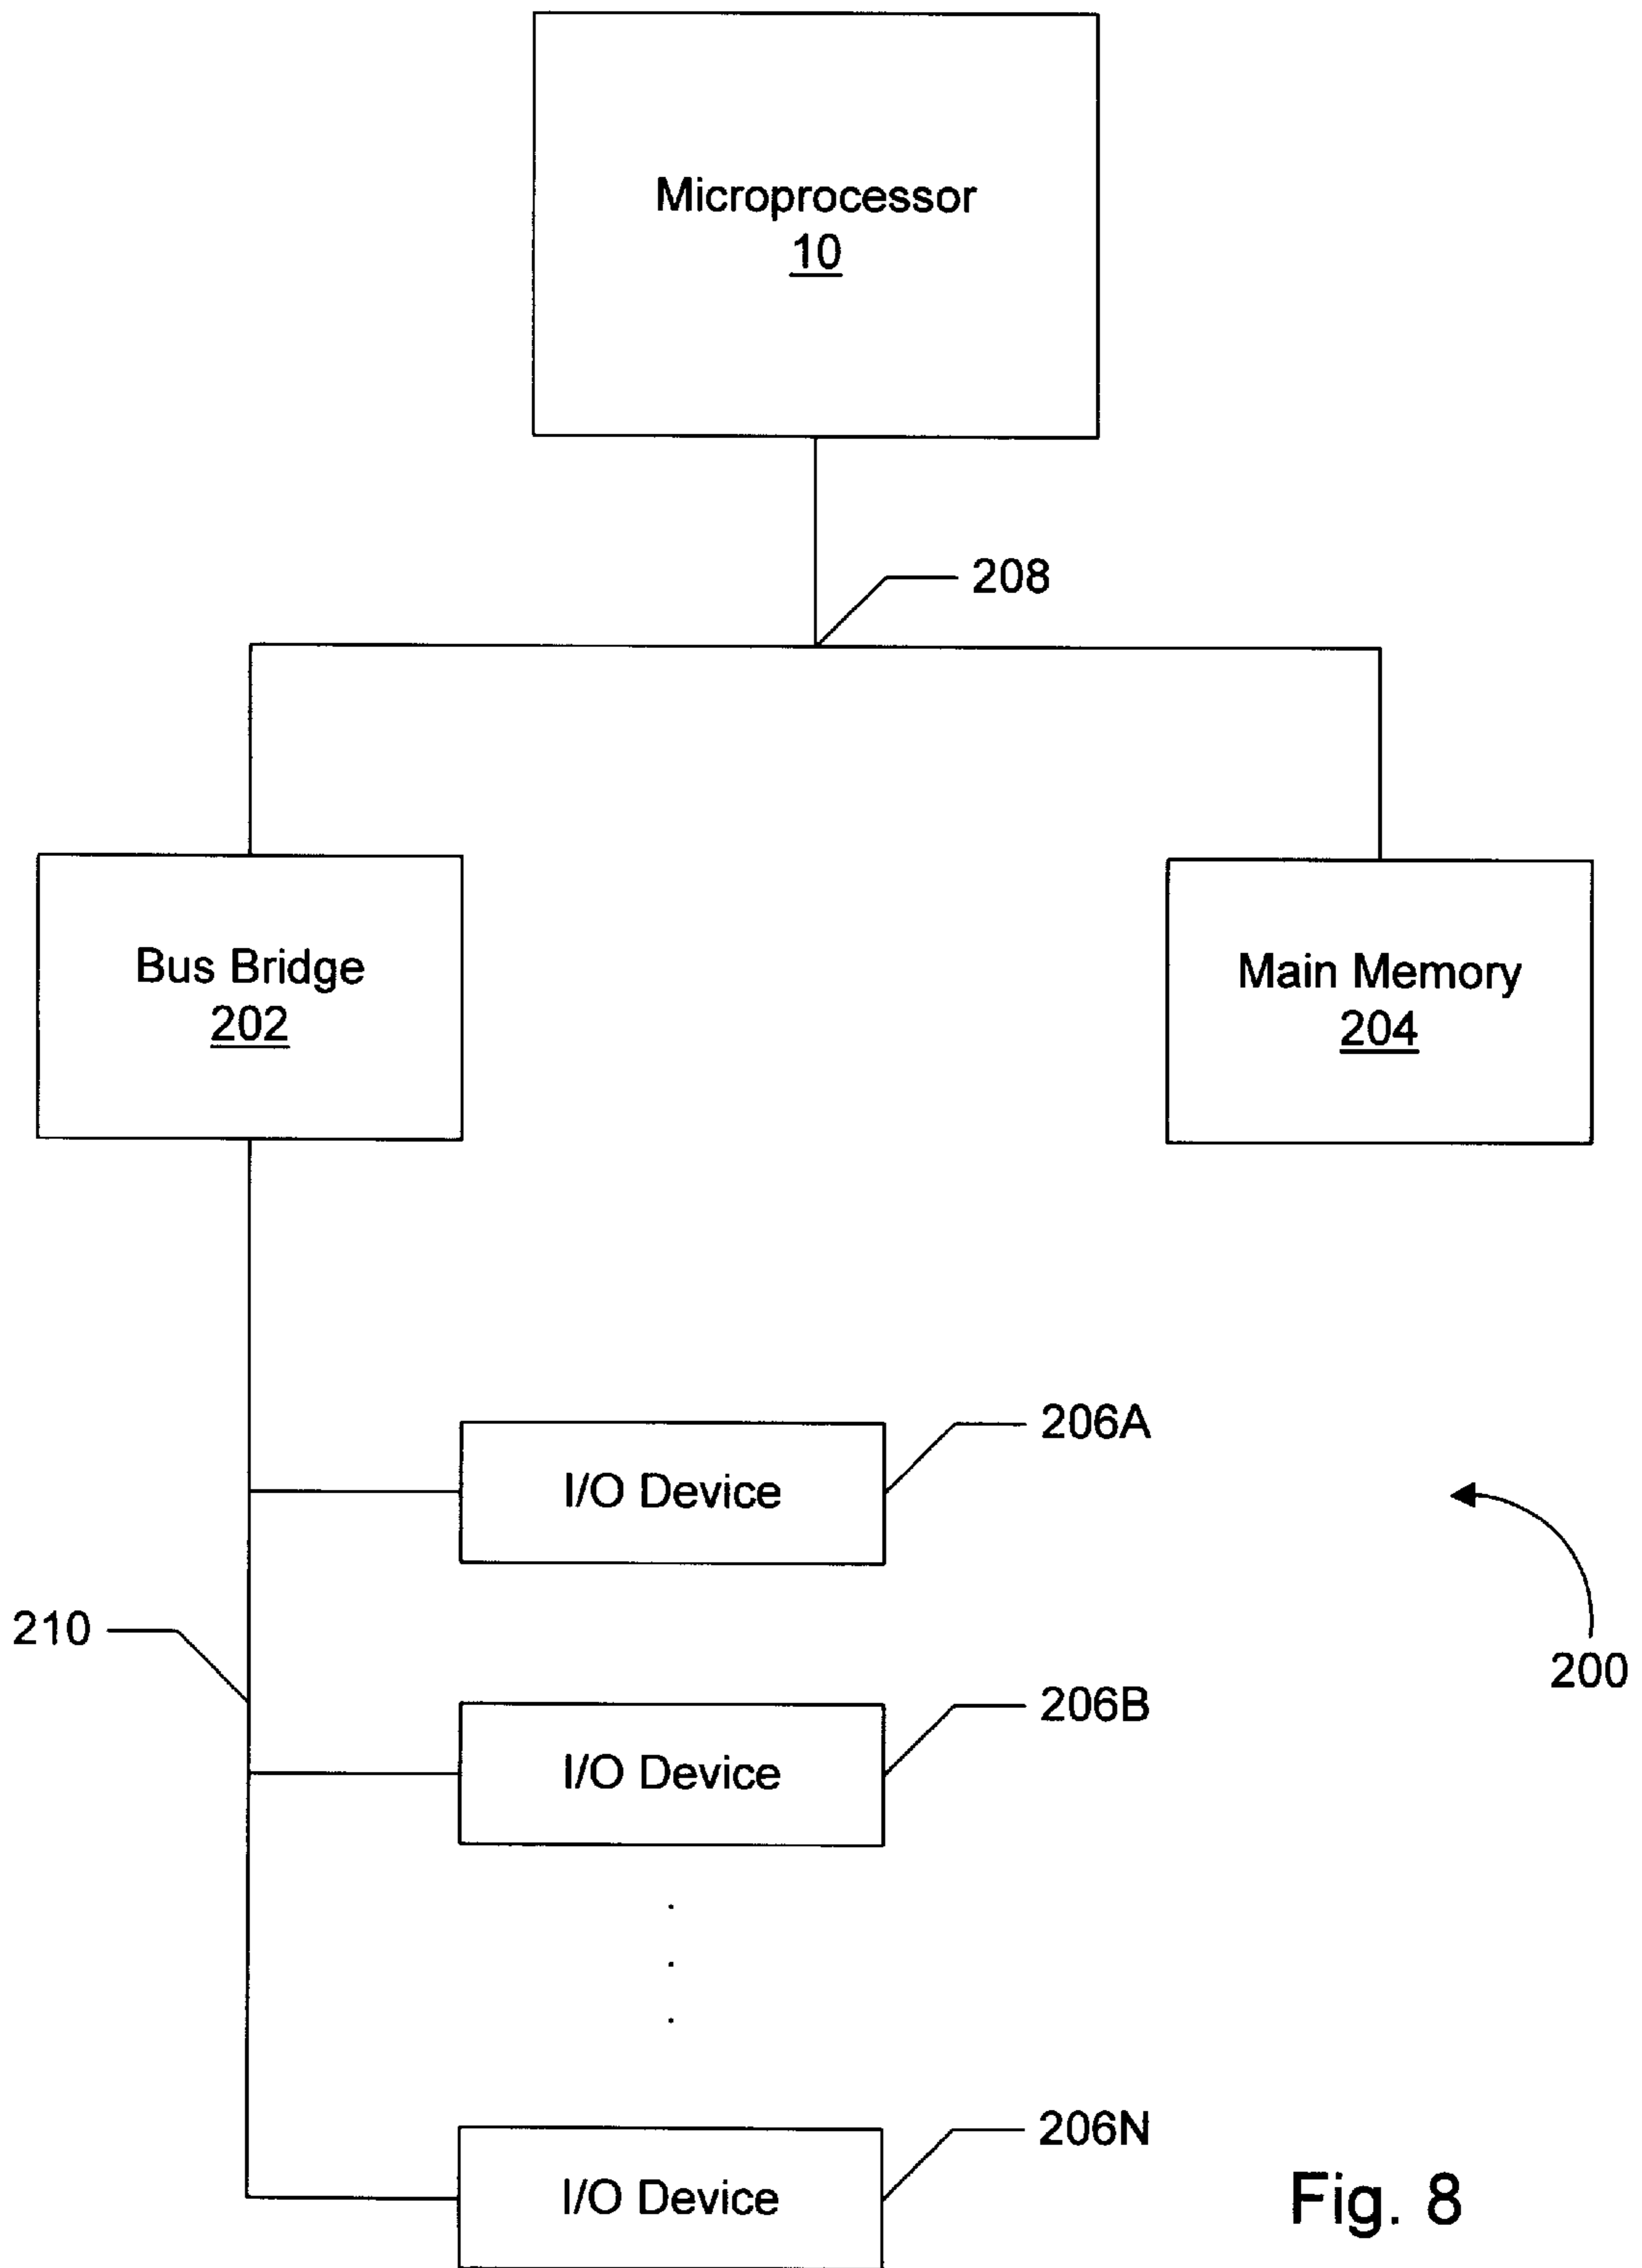 Microprocessor
10
208
Bus Bridge
202
Main Memory
204
206A
I/O Device
210
200
206B
I/O Device
206N
I/O Device
Fig. 8